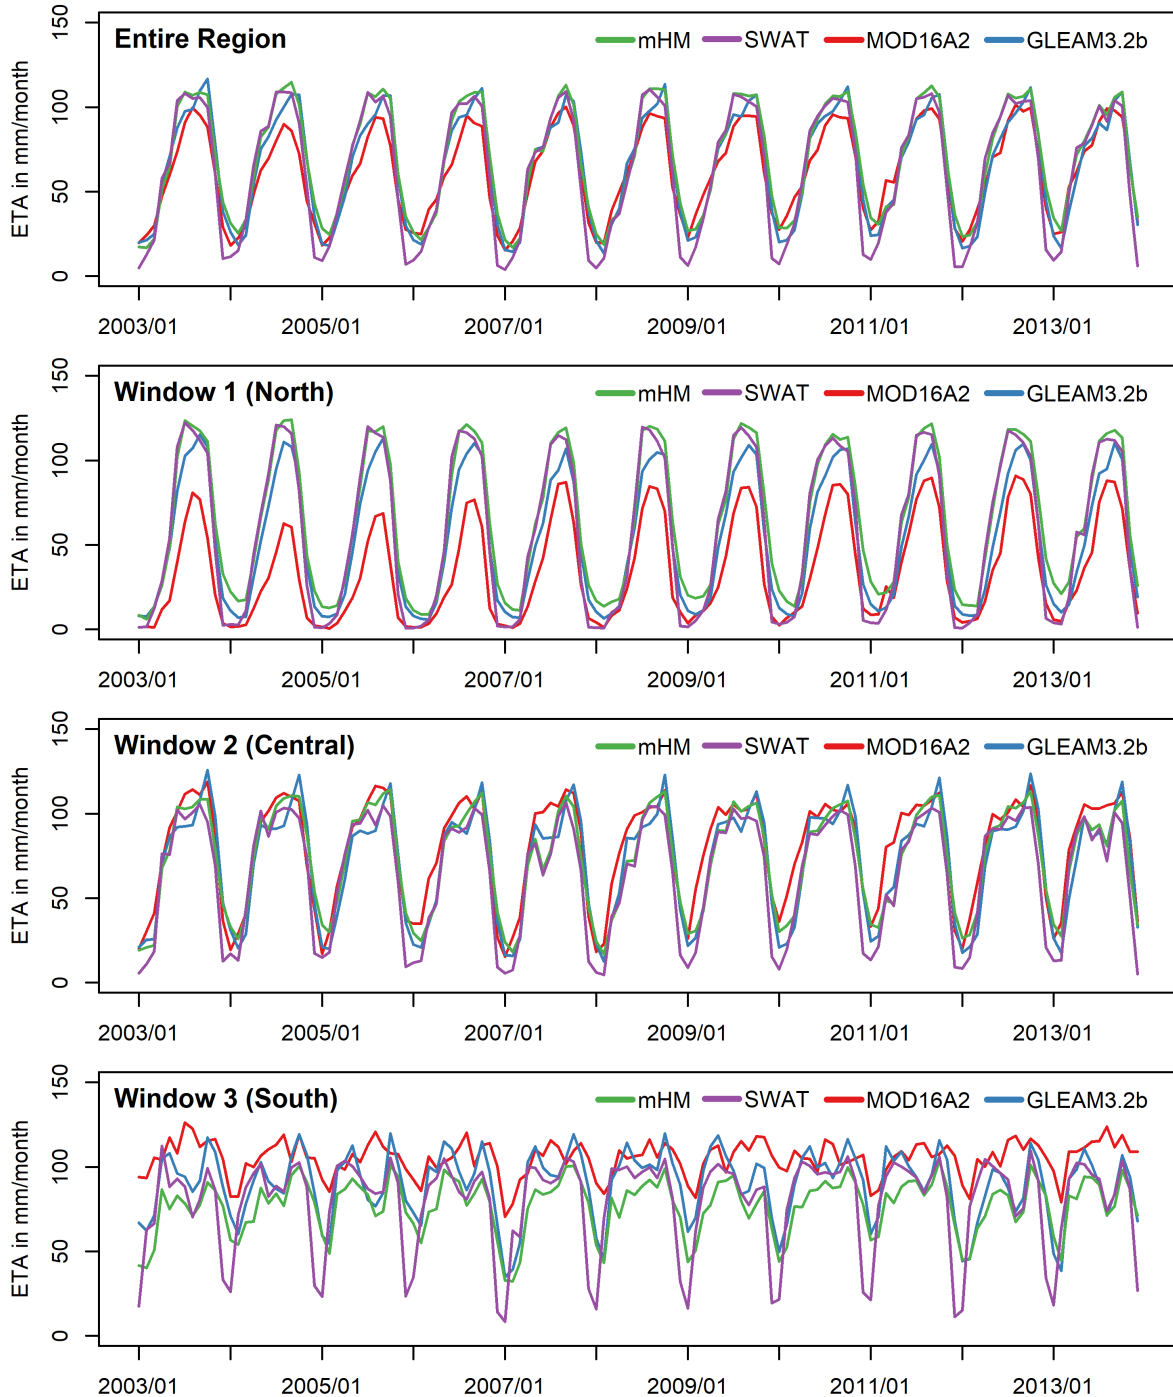 Entire Region
mHM SWAT MOD16A2 GLEAM3.2b
ETA in mm/month
150
100
50
0
2003/01 2005/01 2007/01 2009/01 2011/01 2013/01
Window 1 (North)
mHM SWAT MOD16A2 GLEAM3.2b
ETA in mm/month
150
100
50
0
2003/01 2005/01 2007/01 2009/01 2011/01 2013/01
Window 2 (Central)
mHM SWAT MOD16A2 GLEAM3.2b
ETA in mm/month
150
100
50
0
2003/01 2005/01 2007/01 2009/01 2011/01 2013/01
Window 3 (South)
mHM SWAT MOD16A2 GLEAM3.2b
ETA in mm/month
150
100
50
0
2003/01 2005/01 2007/01 2009/01 2011/01 2013/01